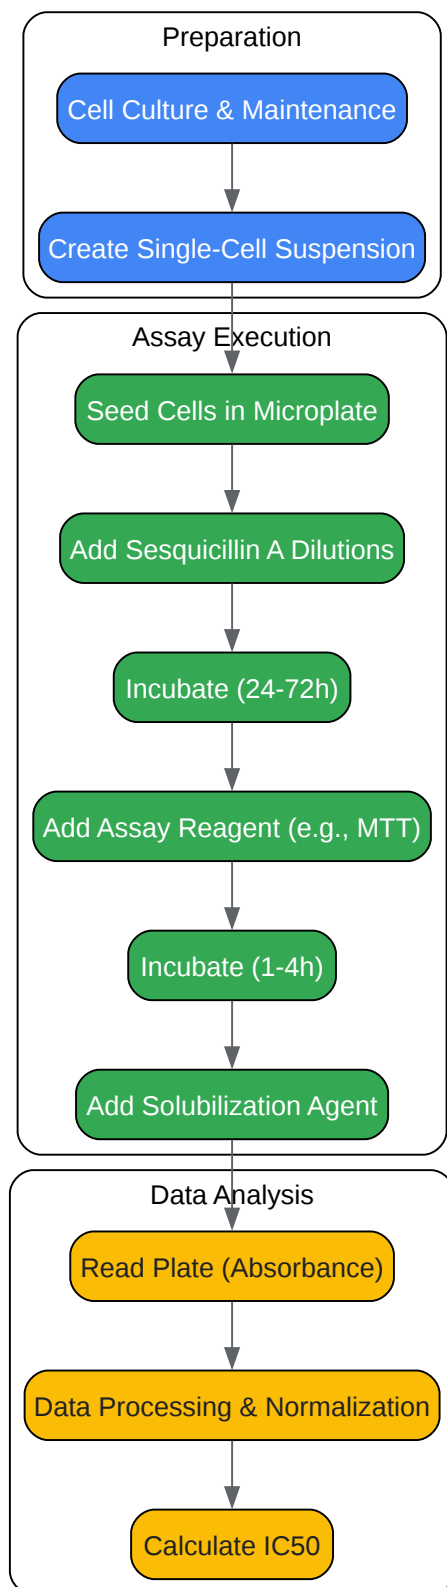 Preparation
Cell Culture & Maintenance
Create Single-Cell Suspension
Assay Execution
Seed Cells in Microplate
Add Sesquicillin A Dilutions
Incubate (24-72h)
Add Assay Reagent (e.g., MTT)
Incubate (1-4h)
Add Solubilization Agent
Data Analysis
Read Plate (Absorbance)
Data Processing & Normalization
Calculate IC50